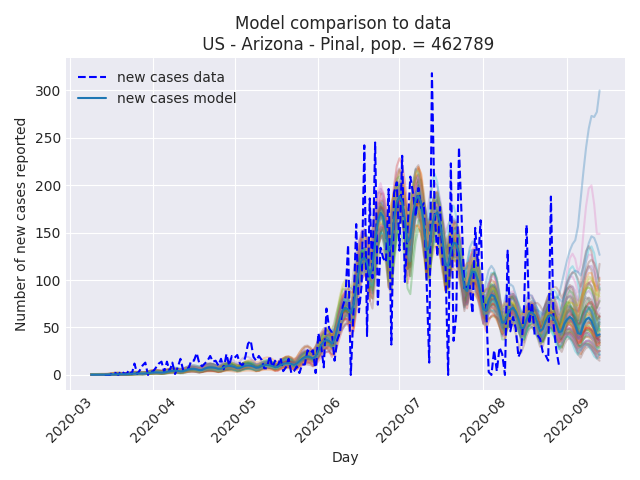 Model comparison to data
US - Arizona - Pinal, pop. = 462789
new cases data
new cases model
Number of new cases reported
300
250
200
150
100
50
0
2020-03
2020-04
2020-05
2020-06
2020-07
2020-08
2020-09
Day